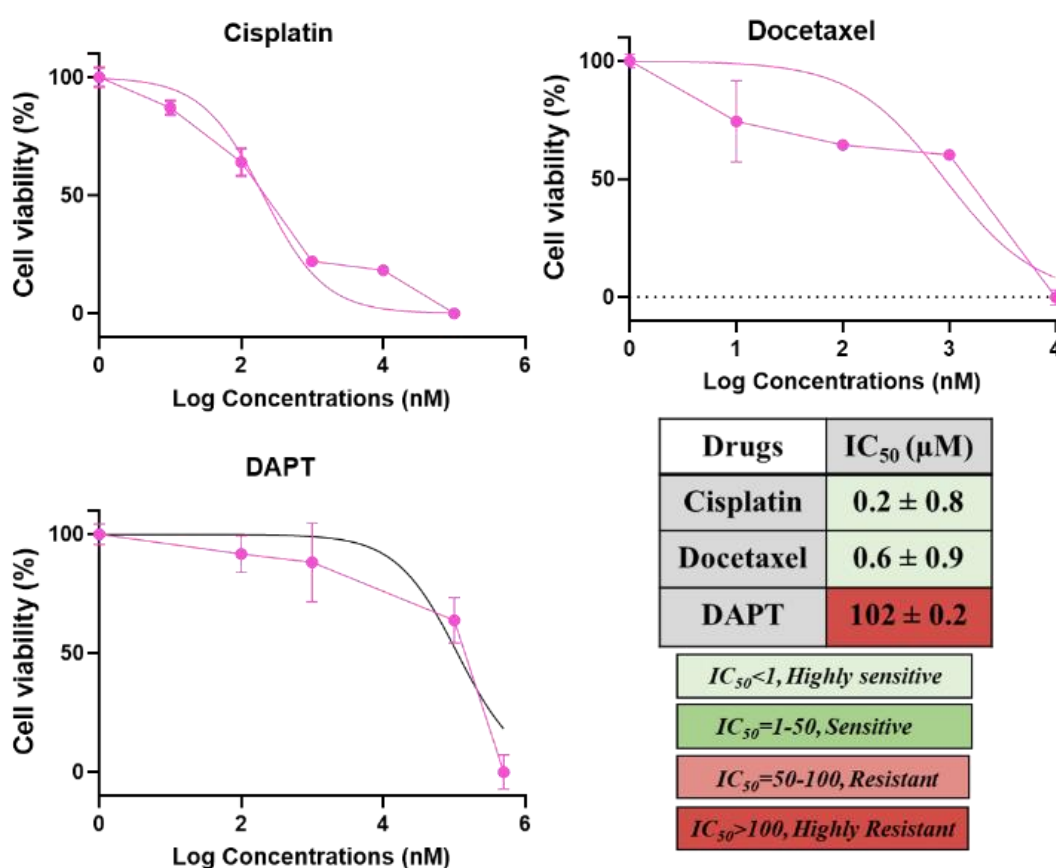 Cisplatin
Cell viability (%)
100
50
0
0 2 4 6
Log Concentrations (nM)
Docetaxel
Cell viability (%)
100
50
0
0 1 2 3 4
Log Concentrations (nM)
DAPT
Cell viability (%)
100
50
0
0 2 4 6
Log Concentrations (nM)
Drugs IC₅₀ (µM)
Cisplatin 0.2 ± 0.8
Docetaxel 0.6 ± 0.9
DAPT 102 ± 0.2
IC₅₀<1, Highly sensitive
IC₅₀=1-50, Sensitive
IC₅₀=50-100, Resistant
IC₅₀>100, Highly Resistant